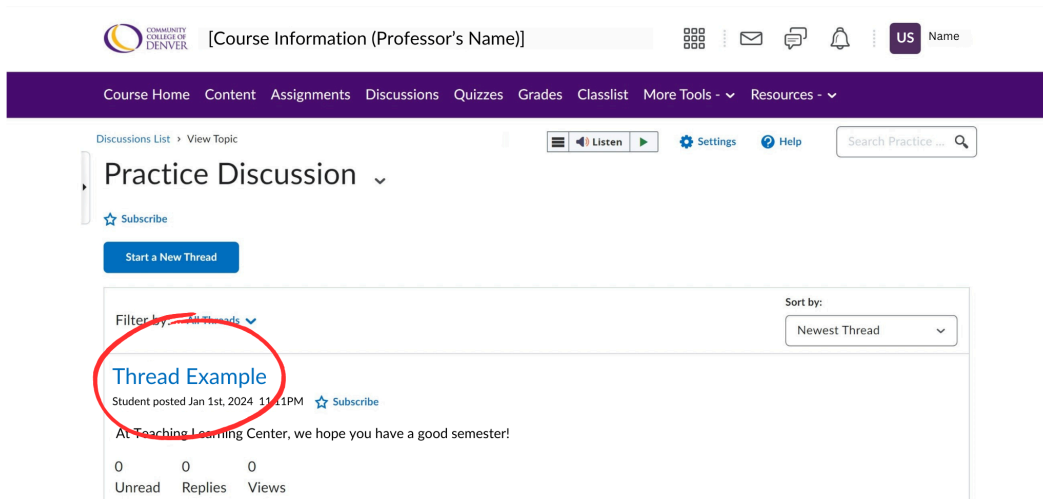 COMMUNITY
COLLEGE OF
DENVER
[Course Information (Professor's Name)]
US Name
Course Home Content Assignments Discussions Quizzes Grades Classlist More Tools - Resources -
Discussions List › View Topic
Listen Settings Help Search Practice ...
Practice Discussion
Subscribe
Start a New Thread
Sort by:
Filter by: All Threads
Newest Thread
Thread Example
Student posted Jan 1st, 2024 11:11PM Subscribe
At Teaching Learning Center, we hope you have a good semester!
0 0 0
Unread Replies Views